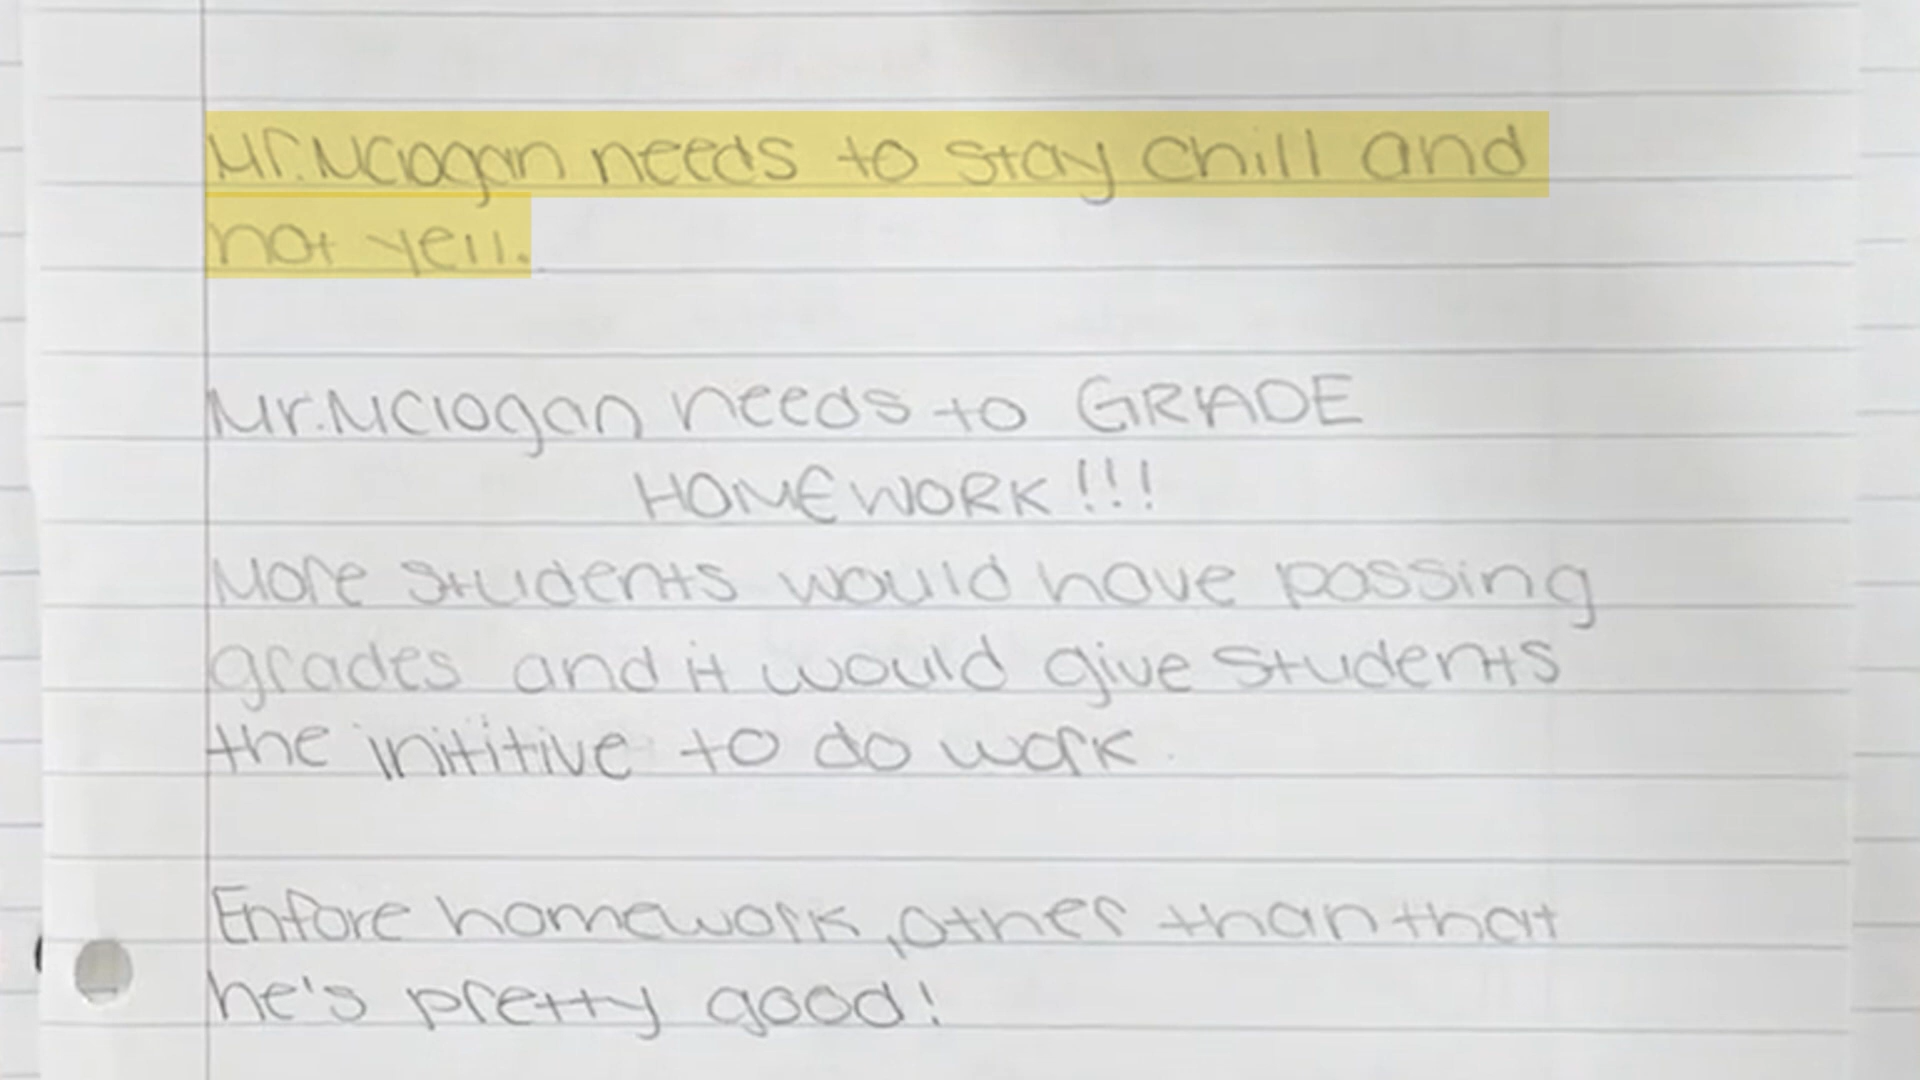 Mr.Mclogan needs to stay chill and
not yell.
Mr.Mclogan needs to GRADE
HOMEWORK!!!
More students would have passing
grades and it would give students
the inititive to do work.
Enfore homework, other than that
he's pretty good!